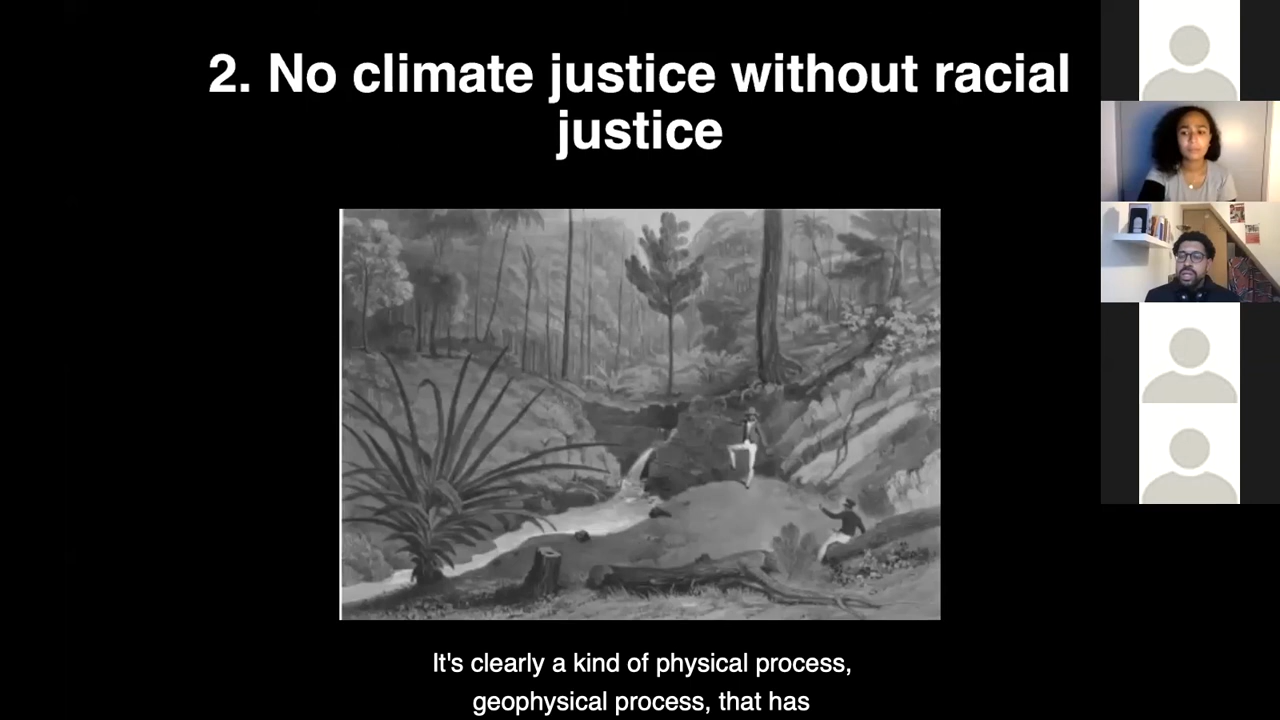 2. No climate justice without racial
justice
It's clearly a kind of physical process,
geophysical process, that has